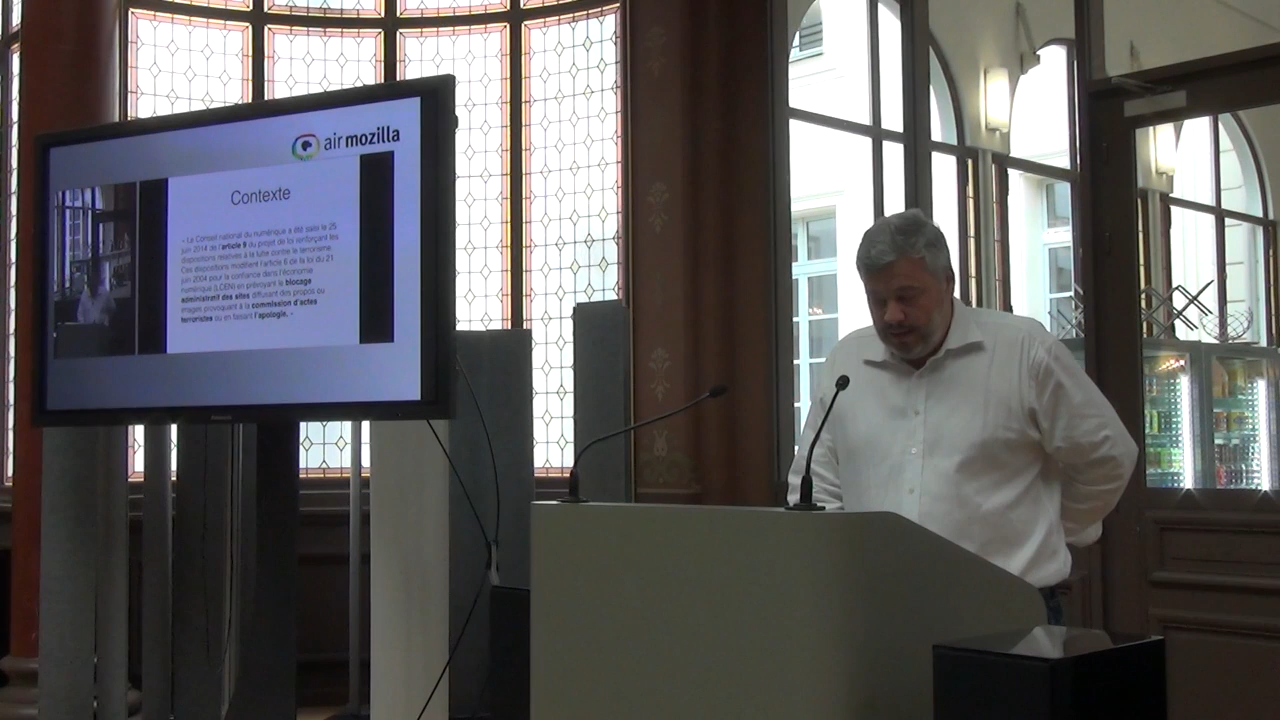 air mozilla
Contexte
« Le Conseil national du numérique a été saisi le 25
juin 2014 de l'article 9 du projet de loi renforçant les
dispositions relatives à la lutte contre le terrorisme.
Ces dispositions modifient l'article 6 de la loi du 21
juin 2004 pour la confiance dans l'économie
numérique (LCEN) en prévoyant le blocage
administratif des sites diffusant des propos ou
images provoquant à la commission d'actes
terroristes ou en faisant l'apologie. »